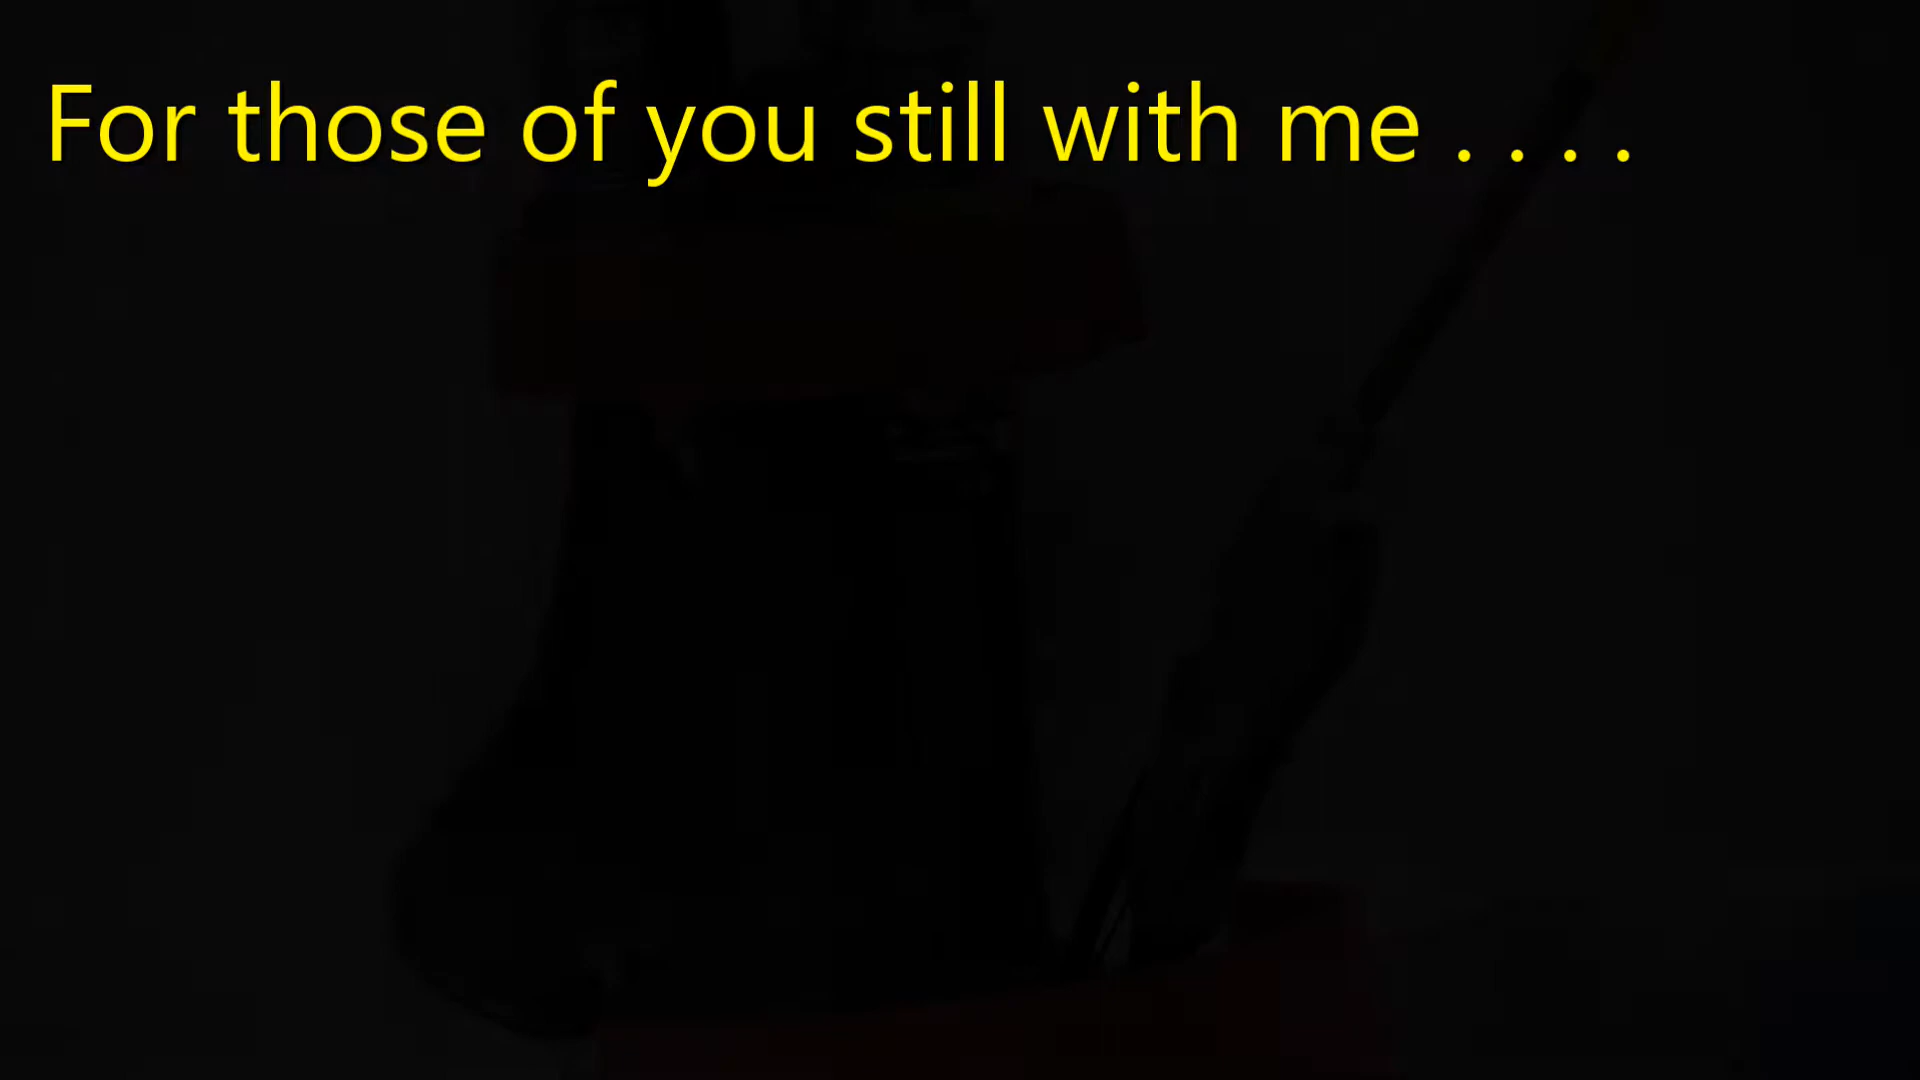 For those of you still with me . . . .